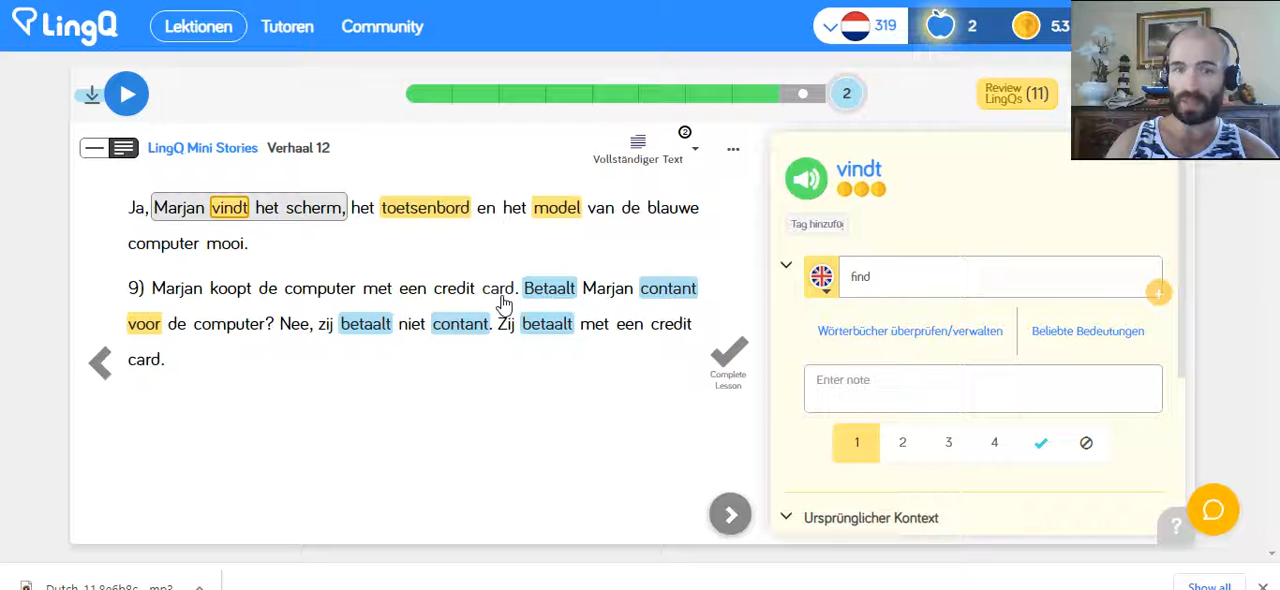 LingQ
Lektionen
Tutoren
Community
319
2
5.3
2
Review
LingQs (11)
LingQ Mini Stories Verhaal 12
2
Vollständiger Text
...
Ja, Marjan vindt het scherm, het toetsenbord en het model van de blauwe
computer mooi.
9) Marjan koopt de computer met een credit card. Betaalt Marjan contant
voor de computer? Nee, zij betaalt niet contant. Zij betaalt met een credit
card.
Complete
Lesson
vindt
Tag hinzufü
find
Wörterbücher überprüfen/verwalten
Beliebte Bedeutungen
Enter note
1 2 3 4
Ursprünglicher Kontext
?
Show all